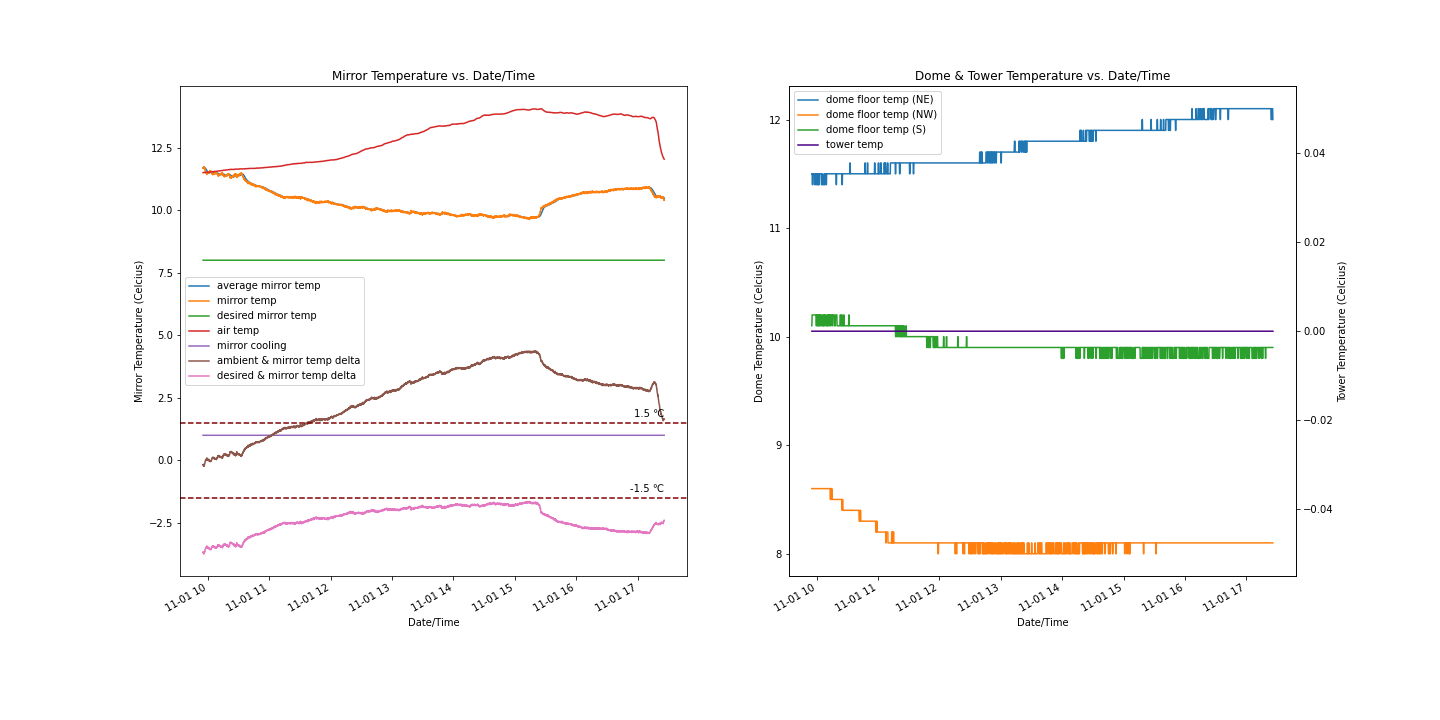 Mirror Temperature vs. Date/Time
Mirror Temperature (Celcius)
12.5
10.0
7.5
5.0
2.5
0.0
−2.5
average mirror temp
mirror temp
desired mirror temp
air temp
mirror cooling
ambient & mirror temp delta
desired & mirror temp delta
1.5 °C
-1.5 °C
11-01 10
11-01 11
11-01 12
11-01 13
11-01 14
11-01 15
11-01 16
11-01 17
Date/Time
Dome & Tower Temperature vs. Date/Time
Dome Temperature (Celcius)
12
11
10
9
8
dome floor temp (NE)
dome floor temp (NW)
dome floor temp (S)
tower temp
0.04
0.02
0.00
−0.02
−0.04
Tower Temperature (Celcius)
11-01 10
11-01 11
11-01 12
11-01 13
11-01 14
11-01 15
11-01 16
11-01 17
Date/Time